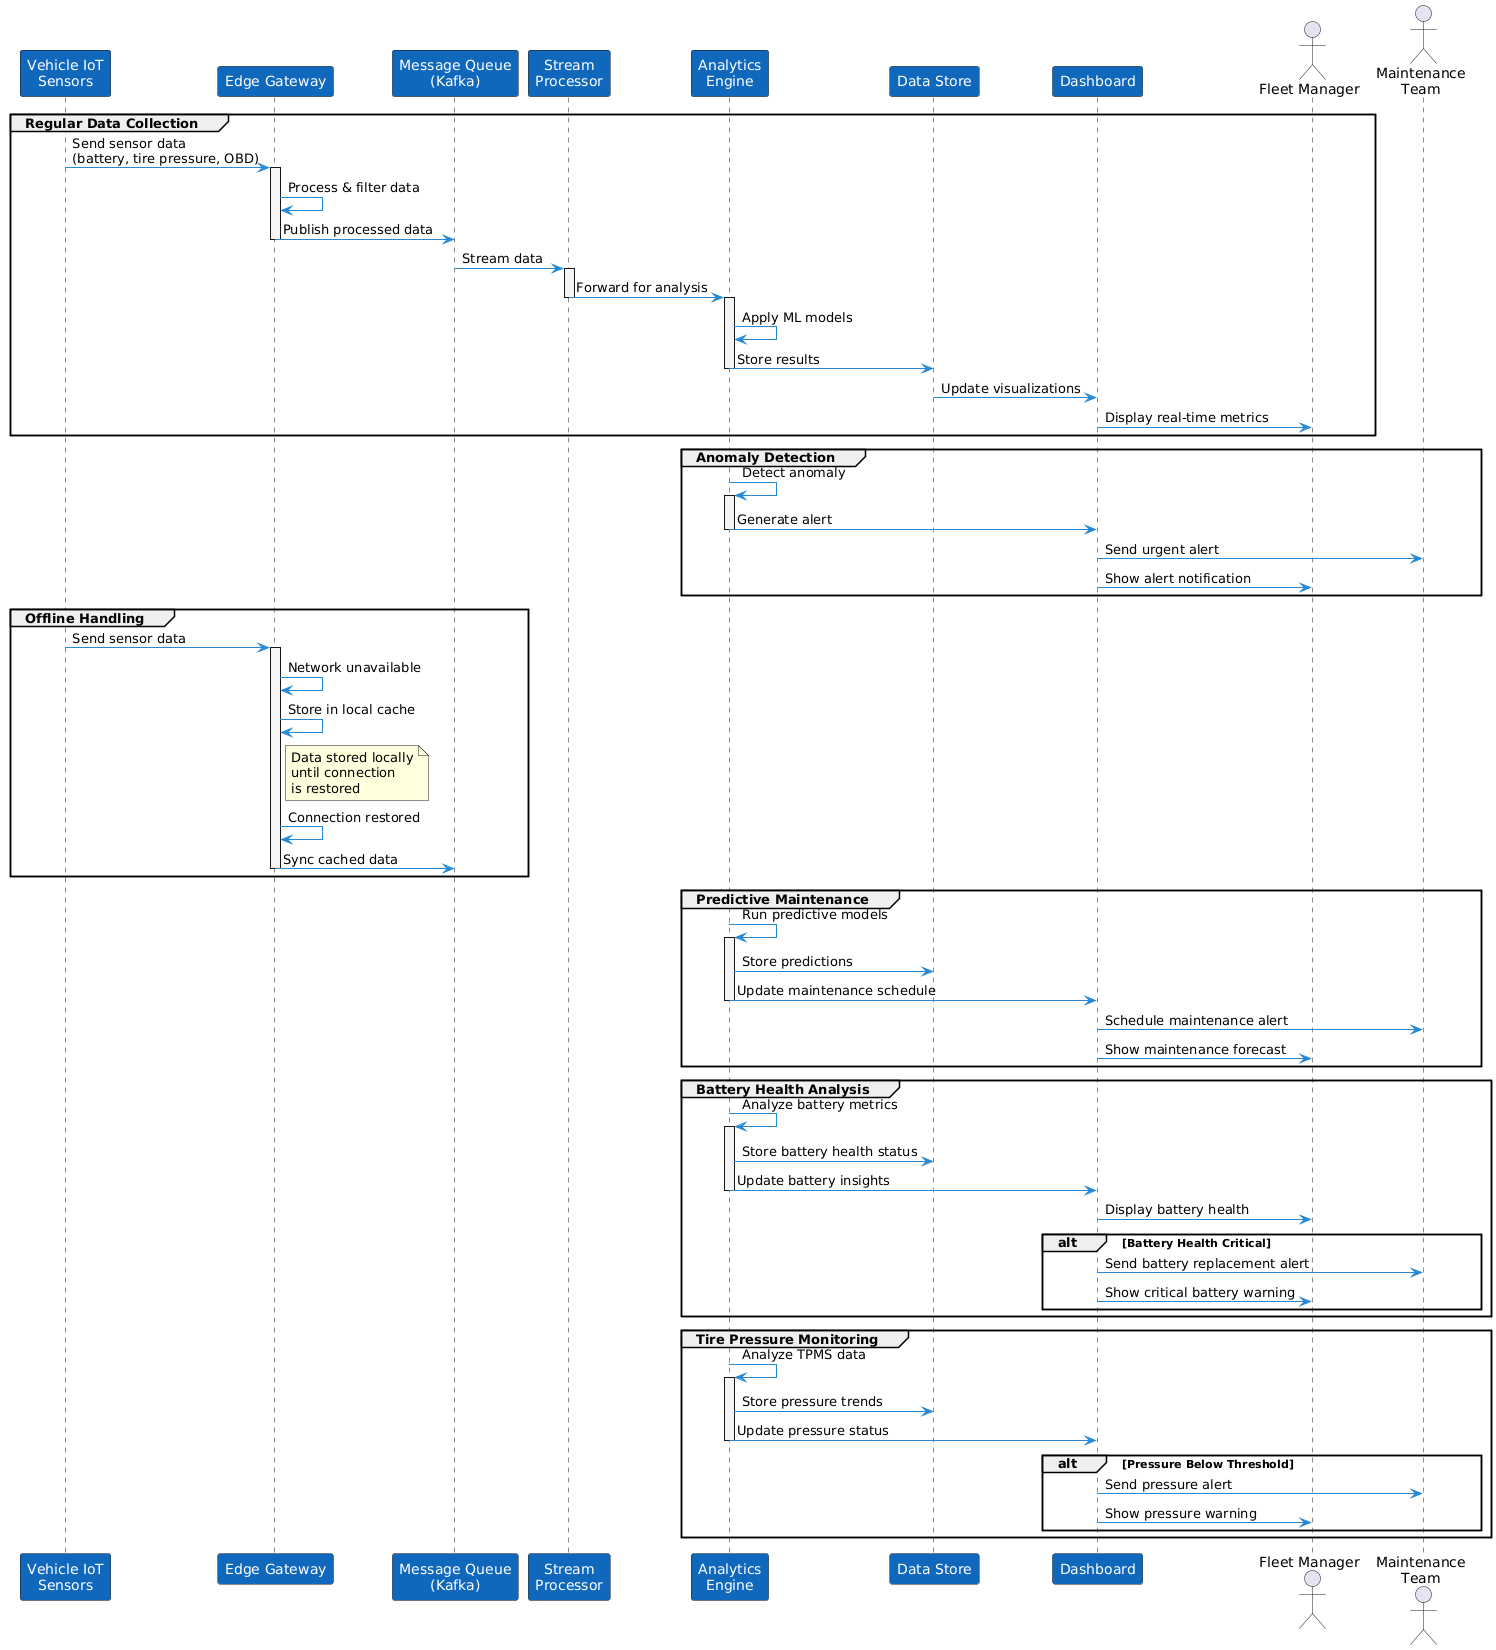 Vehicle IoT
Sensors
Edge Gateway
Message Queue
(Kafka)
Stream
Processor
Analytics
Engine
Data Store
Dashboard
Fleet Manager
Maintenance
Team
Regular Data Collection
Send sensor data
(battery, tire pressure, OBD)
Process & filter data
Publish processed data
Stream data
Forward for analysis
Apply ML models
Store results
Update visualizations
Display real-time metrics
Anomaly Detection
Detect anomaly
Generate alert
Send urgent alert
Show alert notification
Offline Handling
Send sensor data
Network unavailable
Store in local cache
Data stored locally
until connection
is restored
Connection restored
Sync cached data
Predictive Maintenance
Run predictive models
Store predictions
Update maintenance schedule
Schedule maintenance alert
Show maintenance forecast
Battery Health Analysis
Analyze battery metrics
Store battery health status
Update battery insights
Display battery health
alt [Battery Health Critical]
Send battery replacement alert
Show critical battery warning
Tire Pressure Monitoring
Analyze TPMS data
Store pressure trends
Update pressure status
alt [Pressure Below Threshold]
Send pressure alert
Show pressure warning
Vehicle IoT
Sensors
Edge Gateway
Message Queue
(Kafka)
Stream
Processor
Analytics
Engine
Data Store
Dashboard
Fleet Manager
Maintenance
Team